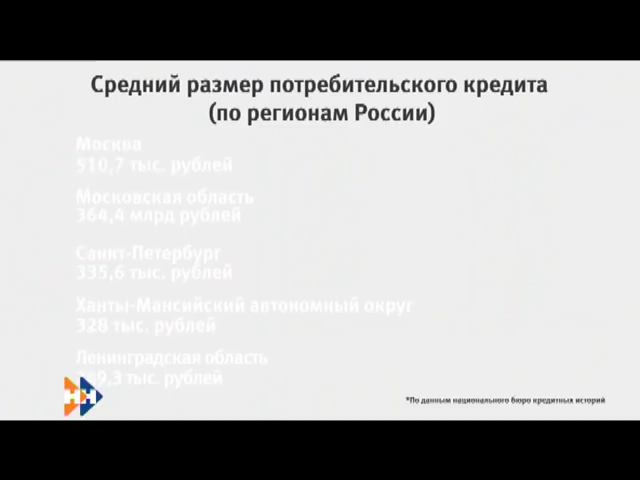 Средний размер потребительского кредита
(по регионам России)
Москва
510,7 тыс. рублей
Московская область
364,4 млрд рублей
Санкт-Петербург
335,6 тыс. рублей
Ханты-Мансийский автономный округ
328 тыс. рублей
Ленинградская область
тыс. рублей
НН
*По данным национального бюро кредитных историй